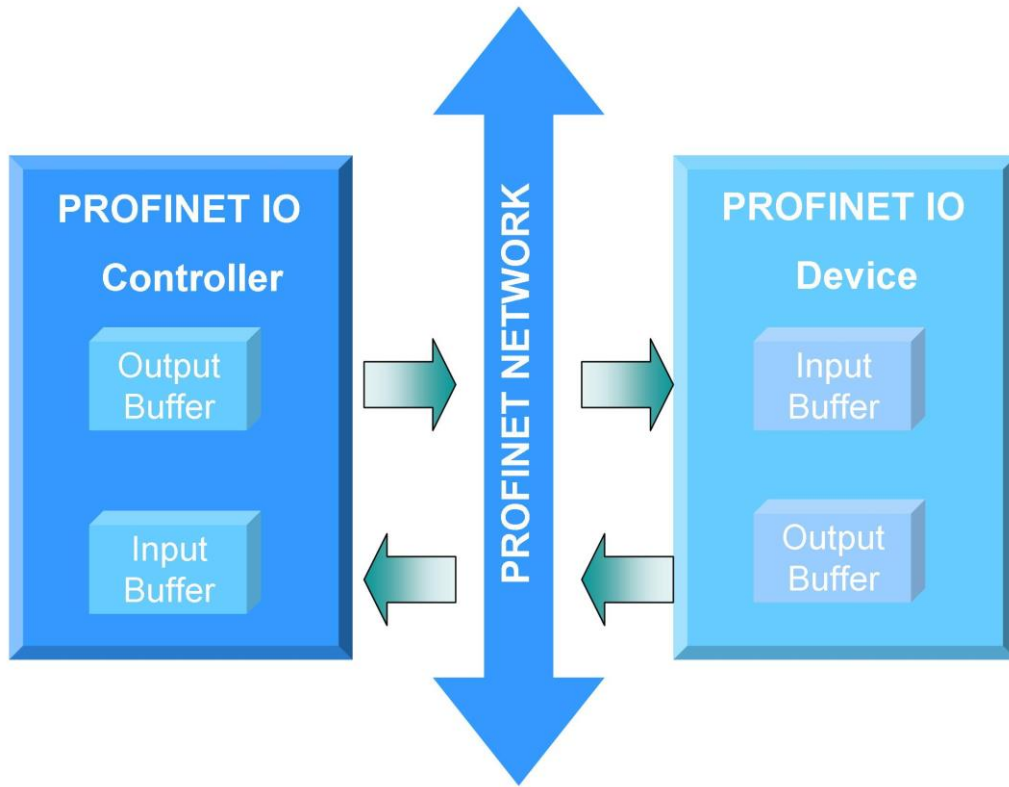 PROFINET IO
Controller
Output
Buffer
Input
Buffer
PROFINET NETWORK
PROFINET IO
Device
Input
Buffer
Output
Buffer